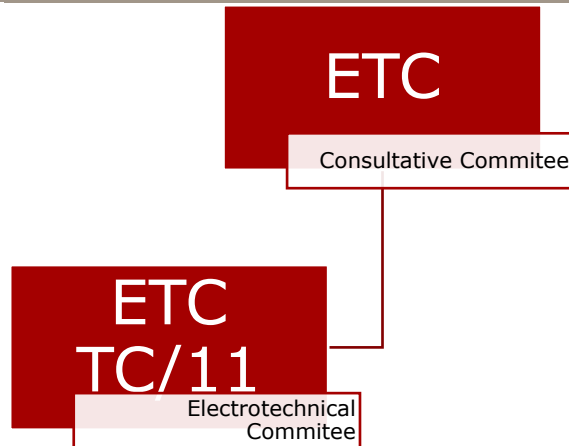 ETC
Consultative Commitee
ETC
TC/11
Electrotechnical
Commitee